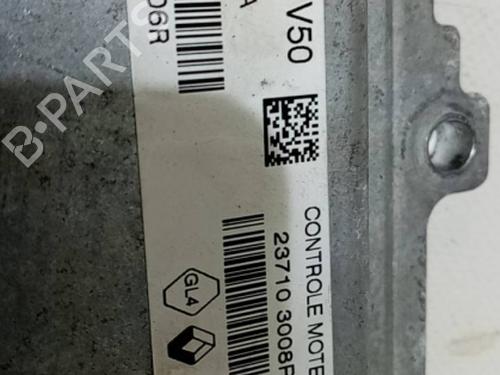 V50
A
06R
CONTROLE MOTE
23710 3008R
GL4
B-PARTS